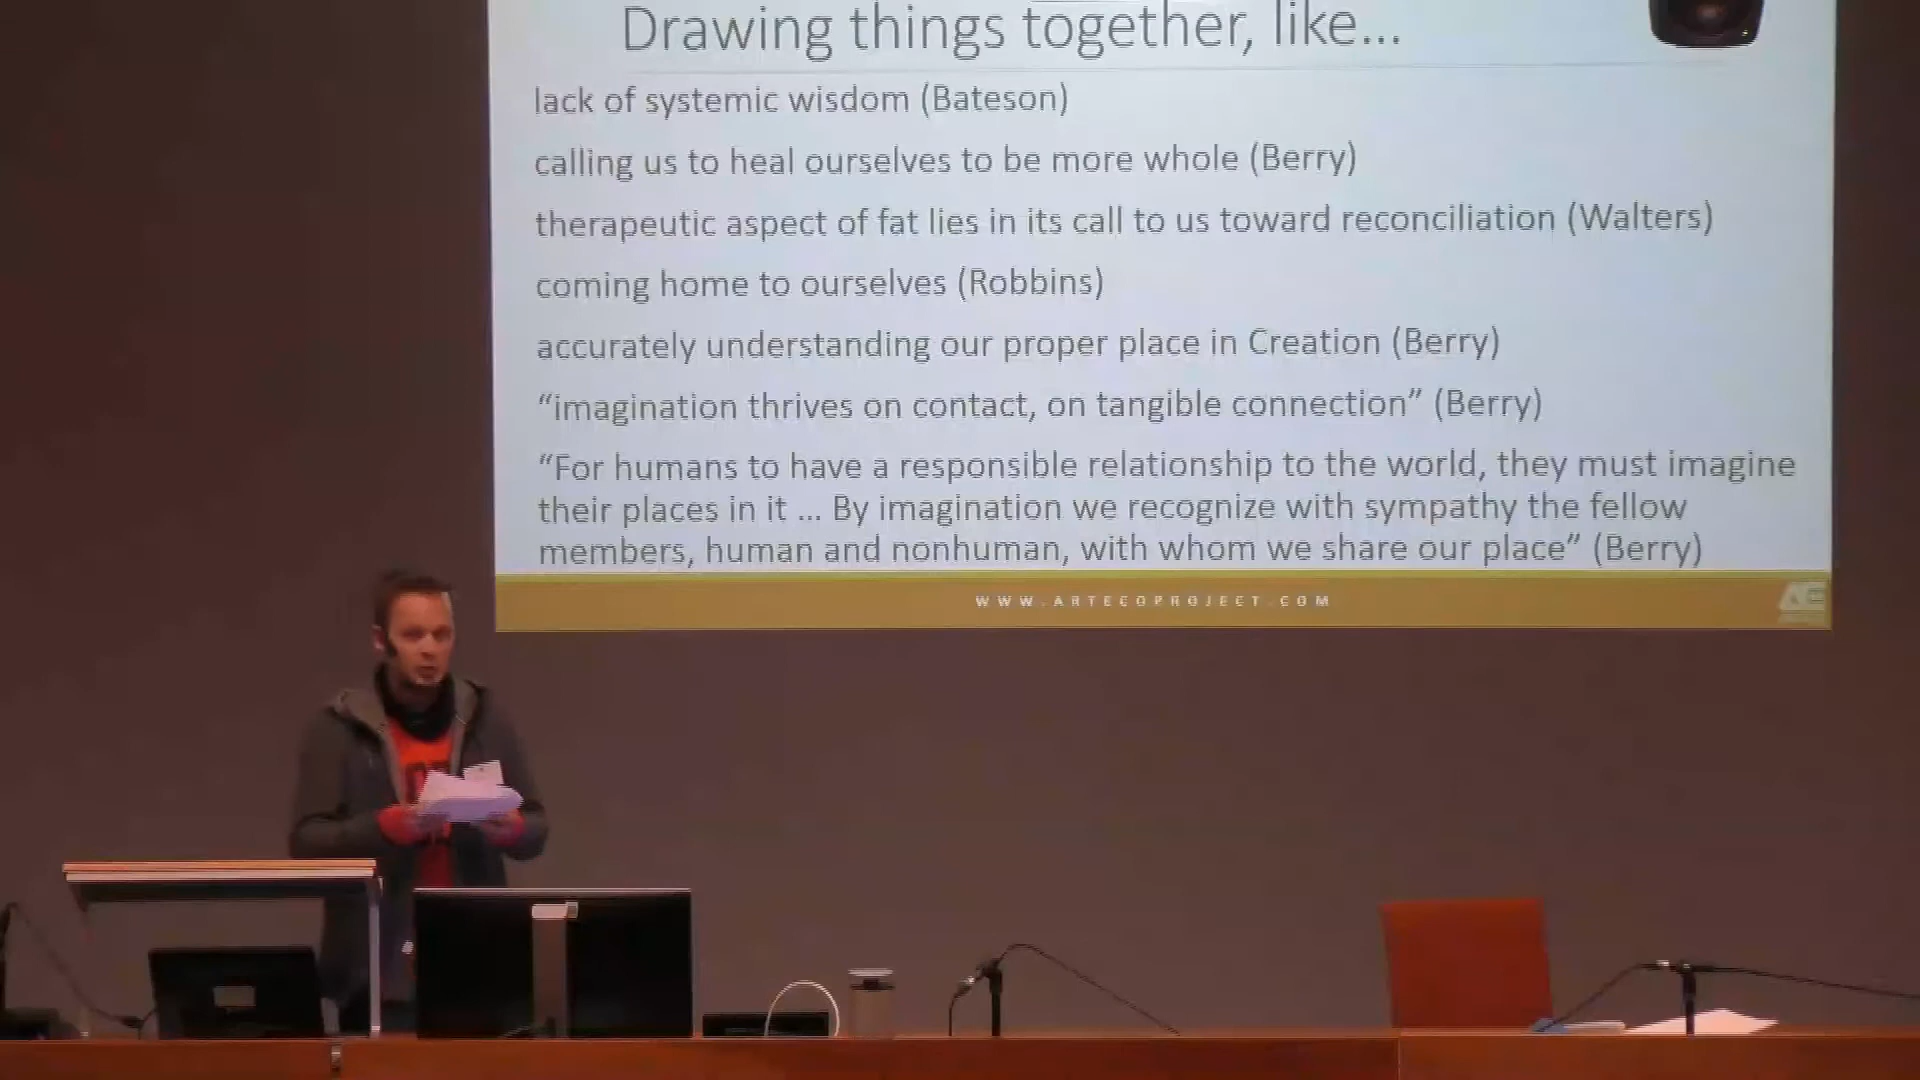 Drawing things together, like...
lack of systemic wisdom (Bateson)
calling us to heal ourselves to be more whole (Berry)
therapeutic aspect of fat lies in its call to us toward reconciliation (Walters)
coming home to ourselves (Robbins)
accurately understanding our proper place in Creation (Berry)
“imagination thrives on contact, on tangible connection” (Berry)
“For humans to have a responsible relationship to the world, they must imagine
their places in it ... By imagination we recognize with sympathy the fellow
members, human and nonhuman, with whom we share our place” (Berry)
WWW.ARTECOPROJECT.COM
AE